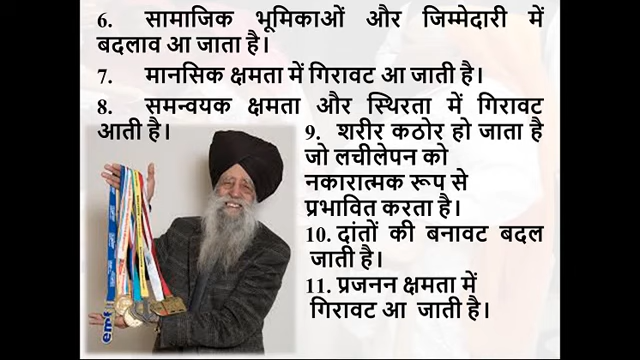 6. सामाजिक भूमिकाओं और जिम्मेदारी में
बदलाव आ जाता है।
7. मानसिक क्षमता में गिरावट आ जाती है।
8. समन्वयक क्षमता और स्थिरता में गिरावट
आती है।
9. शरीर कठोर हो जाता है
जो लचीलेपन को
नकारात्मक रूप से
प्रभावित करता है।
10. दांतों की बनावट बदल
जाती है।
11. प्रजनन क्षमता में
गिरावट आ जाती है।